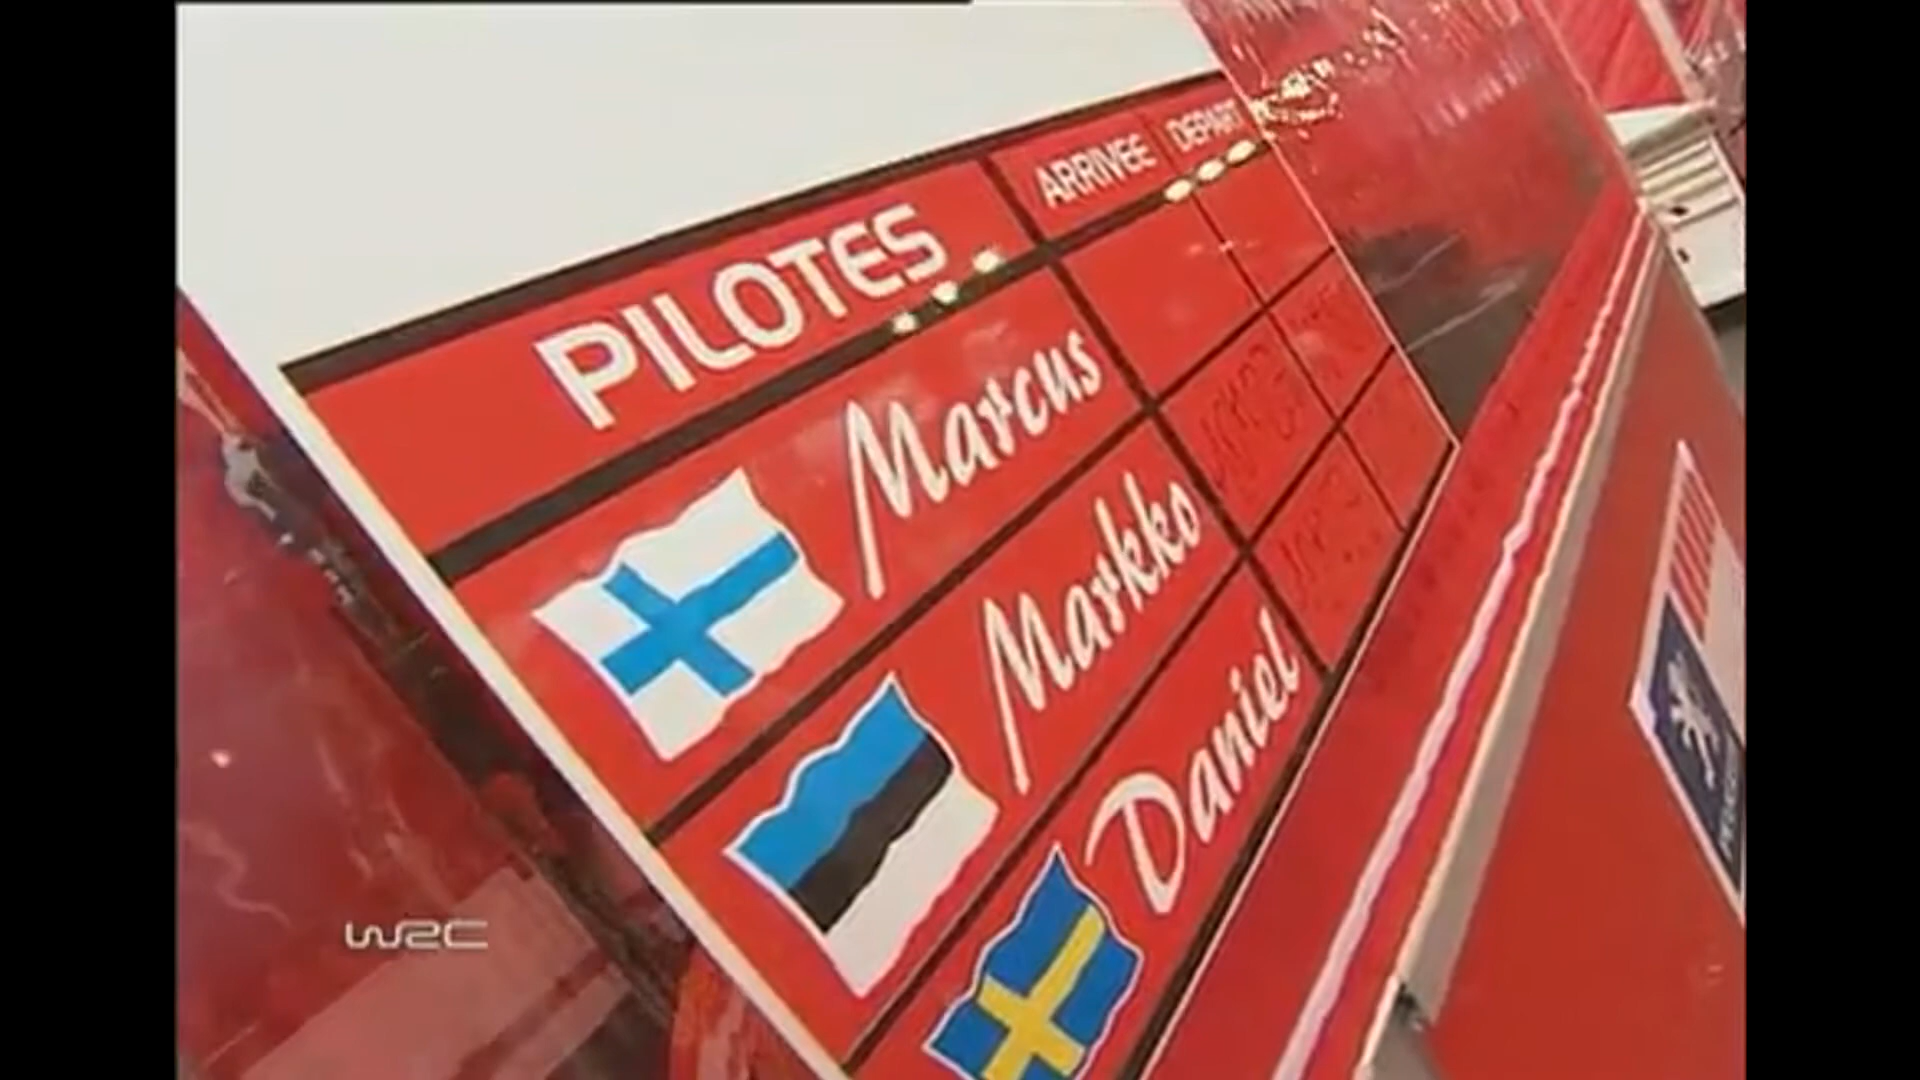 PILOTES ARRIVEE DEPART
Marcus
Markko
Daniel
WRC